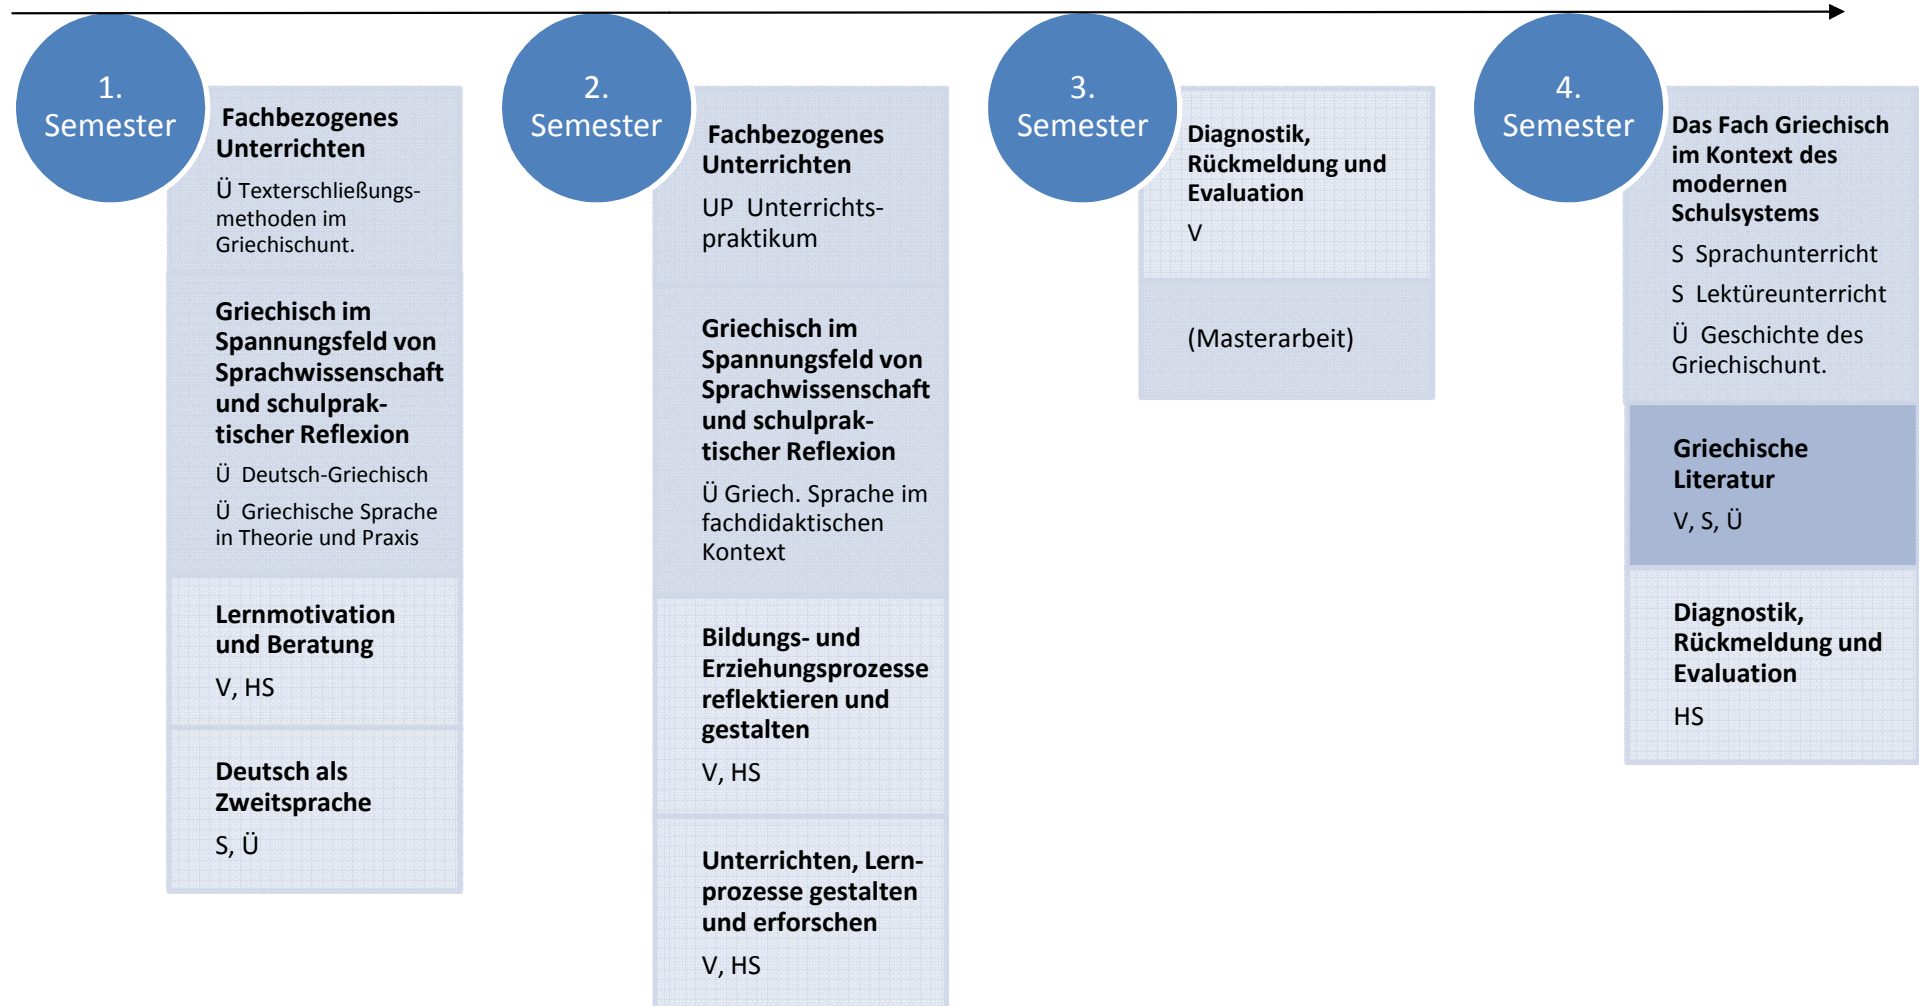 1.
Semester
Fachbezogenes
Unterrichten
Ü Texterschließungs-
methoden im
Griechischunt.
Griechisch im
Spannungsfeld von
Sprachwissenschaft
und schulprak-
tischer Reflexion
Ü Deutsch-Griechisch
Ü Griechische Sprache
in Theorie und Praxis
Lernmotivation
und Beratung
V, HS
Deutsch als
Zweitsprache
S, Ü
2.
Semester
Fachbezogenes
Unterrichten
UP Unterrichts-
praktikum
Griechisch im
Spannungsfeld von
Sprachwissenschaft
und schulprak-
tischer Reflexion
Ü Griech. Sprache im
fachdidaktischen
Kontext
Bildungs- und
Erziehungsprozesse
reflektieren und
gestalten
V, HS
Unterrichten, Lern-
prozesse gestalten
und erforschen
V, HS
3.
Semester
Diagnostik,
Rückmeldung und
Evaluation
V
(Masterarbeit)
4.
Semester
Das Fach Griechisch
im Kontext des
modernen
Schulsystems
S Sprachunterricht
S Lektüreunterricht
Ü Geschichte des
Griechischunt.
Griechische
Literatur
V, S, Ü
Diagnostik,
Rückmeldung und
Evaluation
HS